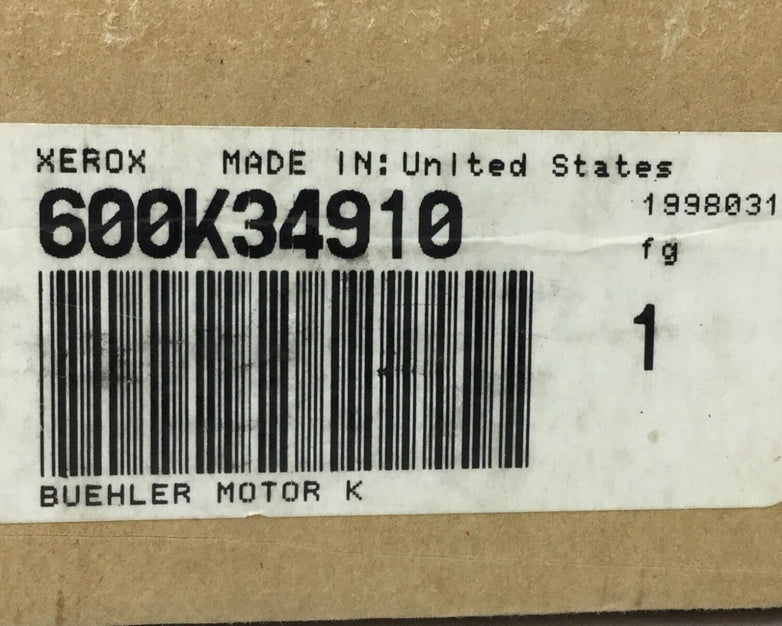 XEROX MADE IN: United States
600K34910
1998031
fg
1
BUEHLER MOTOR K